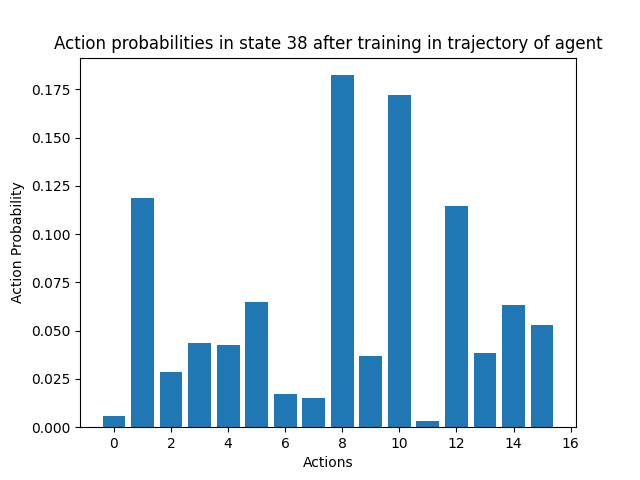 Action probabilities in state 38 after training in trajectory of agent
0.175
0.150
0.125
0.100
0.075
0.050
0.025
0.000
Action Probability
0 2 4 6 8 10 12 14 16
Actions